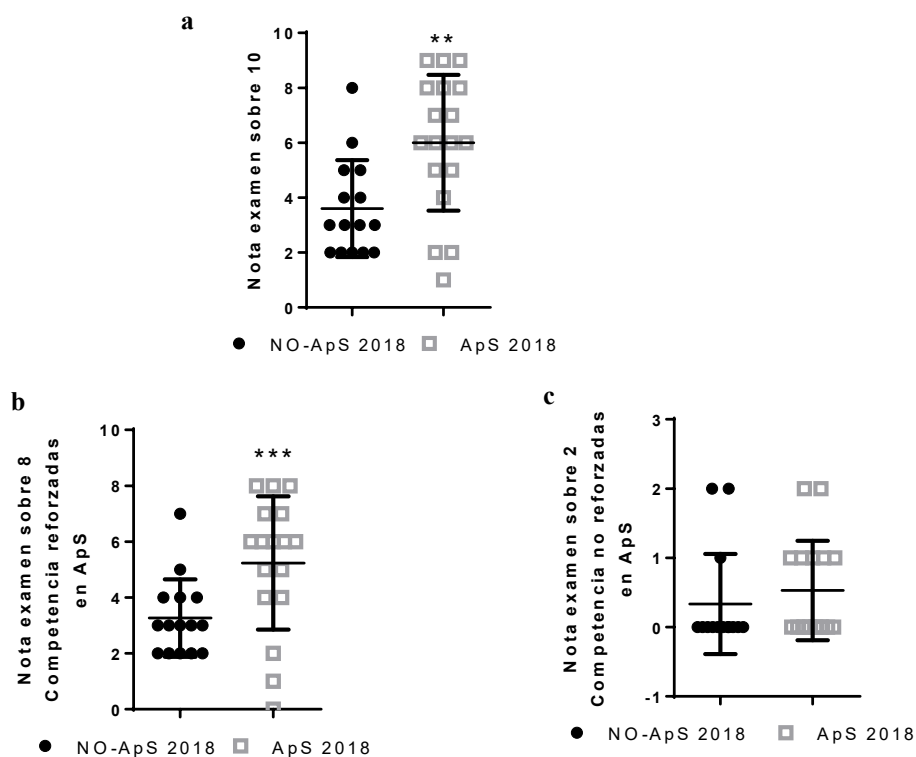 a
Nota examen sobre 10
10
8
6
4
2
0
**
NO-ApS 2018
ApS 2018
b
Nota examen sobre 8
Competencia reforzadas
en ApS
10
8
6
4
2
0
***
NO-ApS 2018
ApS 2018
c
Nota examen sobre 2
Competencia no reforzadas
en ApS
3
2
1
0
-1
NO-ApS 2018
ApS 2018